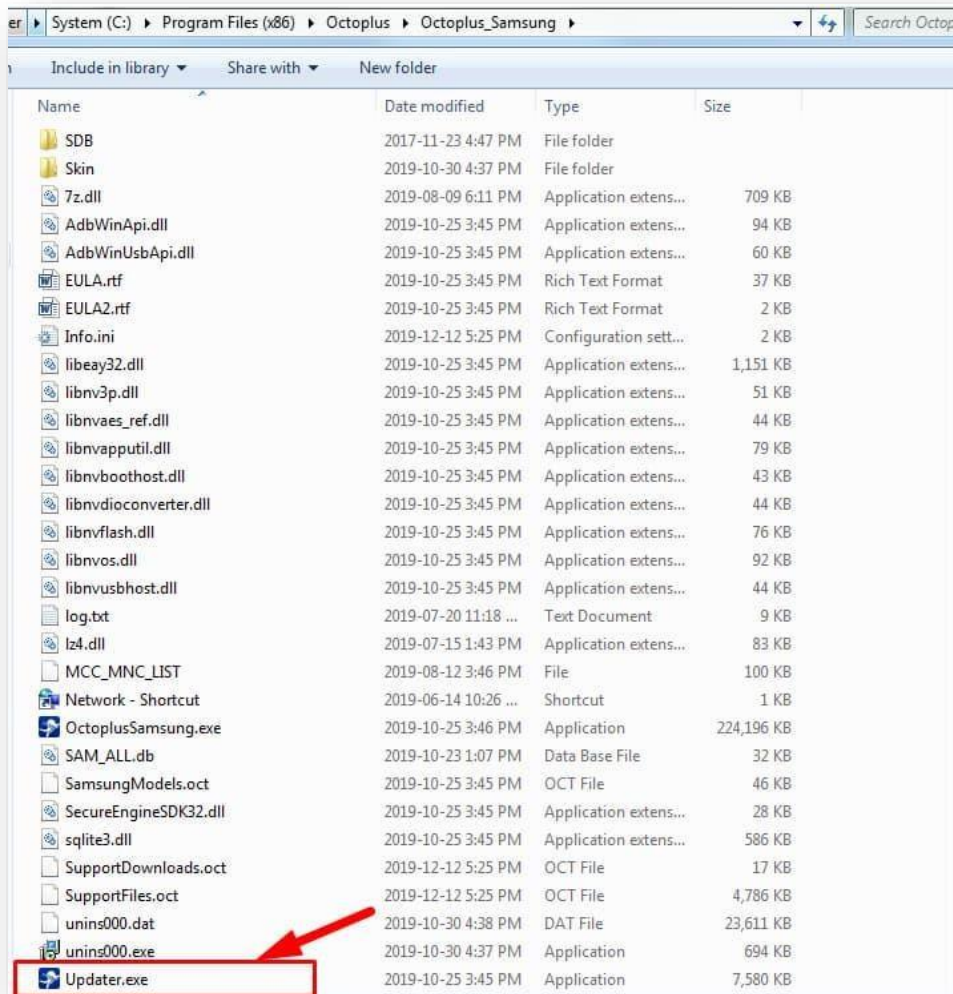 er ▸ System (C:) ▸ Program Files (x86) ▸ Octoplus ▸ Octoplus_Samsung ▸ Search Octop
Include in library Share with New folder
Name Date modified Type Size
SDB 2017-11-23 4:47 PM File folder
Skin 2019-10-30 4:37 PM File folder
7z.dll 2019-08-09 6:11 PM Application extens... 709 KB
AdbWinApi.dll 2019-10-25 3:45 PM Application extens... 94 KB
AdbWinUsbApi.dll 2019-10-25 3:45 PM Application extens... 60 KB
EULA.rtf 2019-10-25 3:45 PM Rich Text Format 37 KB
EULA2.rtf 2019-10-25 3:45 PM Rich Text Format 2 KB
Info.ini 2019-12-12 5:25 PM Configuration sett... 2 KB
libeay32.dll 2019-10-25 3:45 PM Application extens... 1,151 KB
libnv3p.dll 2019-10-25 3:45 PM Application extens... 51 KB
libnvaes_ref.dll 2019-10-25 3:45 PM Application extens... 44 KB
libnvapputil.dll 2019-10-25 3:45 PM Application extens... 79 KB
libnvboothost.dll 2019-10-25 3:45 PM Application extens... 43 KB
libnvdioconverter.dll 2019-10-25 3:45 PM Application extens... 44 KB
libnvflash.dll 2019-10-25 3:45 PM Application extens... 76 KB
libnvos.dll 2019-10-25 3:45 PM Application extens... 92 KB
libnvusbhost.dll 2019-10-25 3:45 PM Application extens... 44 KB
log.txt 2019-07-20 11:18 ... Text Document 9 KB
lz4.dll 2019-07-15 1:43 PM Application extens... 83 KB
MCC_MNC_LIST 2019-08-12 3:46 PM File 100 KB
Network - Shortcut 2019-06-14 10:26 ... Shortcut 1 KB
OctoplusSamsung.exe 2019-10-25 3:46 PM Application 224,196 KB
SAM_ALL.db 2019-10-23 1:07 PM Data Base File 32 KB
SamsungModels.oct 2019-10-25 3:45 PM OCT File 46 KB
SecureEngineSDK32.dll 2019-10-25 3:45 PM Application extens... 28 KB
sqlite3.dll 2019-10-25 3:45 PM Application extens... 586 KB
SupportDownloads.oct 2019-12-12 5:25 PM OCT File 17 KB
SupportFiles.oct 2019-12-12 5:25 PM OCT File 4,786 KB
unins000.dat 2019-10-30 4:38 PM DAT File 23,611 KB
unins000.exe 2019-10-30 4:37 PM Application 694 KB
Updater.exe 2019-10-25 3:45 PM Application 7,580 KB